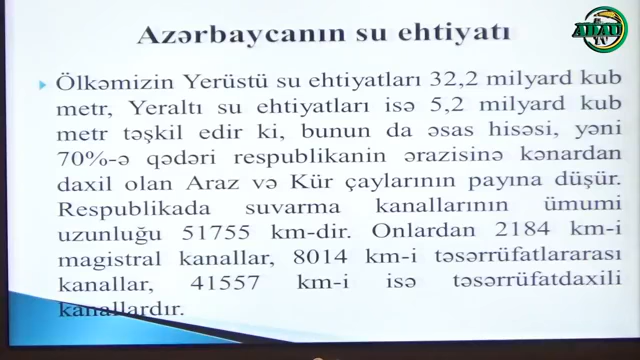 ADAU
TV
Azərbaycanın su ehtiyatı
Ölkəmizin Yerüstü su ehtiyatları 32,2 milyard kub
metr, Yeraltı su ehtiyatları isə 5,2 milyard kub
metr təşkil edir ki, bunun da əsas hisəsi, yəni
70%-ə qədəri respublikanin ərazisinə kənardan
daxil olan Araz və Kür çaylarının payına düşür.
Respublikada suvarma kanallarının ümumi
uzunluğu 51755 km-dir. Onlardan 2184 km-i
magistral kanallar, 8014 km-i təsərrüfatlararası
kanallar, 41557 km-i isə təsərrüfatdaxili
kanallardır.